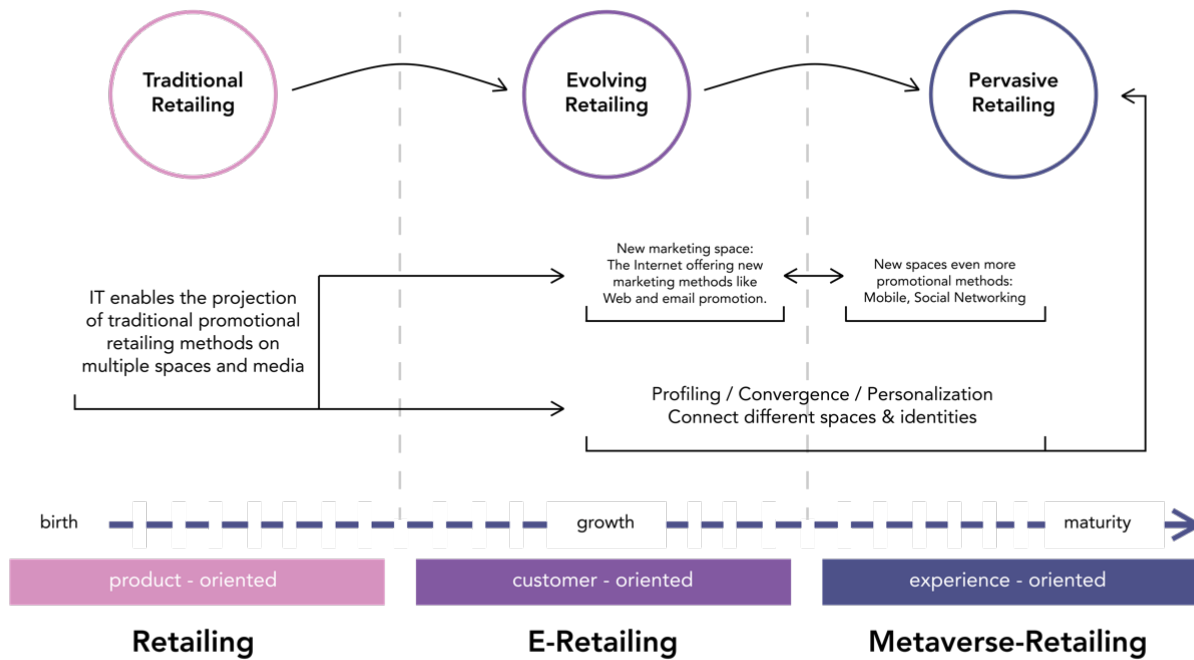 Traditional
Retailing
Evolving
Retailing
Pervasive
Retailing
IT enables the projection
of traditional promotional
retailing methods on
multiple spaces and media
New marketing space:
The Internet offering new
marketing methods like
Web and email promotion.
New spaces even more
promotional methods:
Mobile, Social Networking
Profiling / Convergence / Personalization
Connect different spaces & identities
birth
growth
maturity
product - oriented
customer - oriented
experience - oriented
Retailing
E-Retailing
Metaverse-Retailing